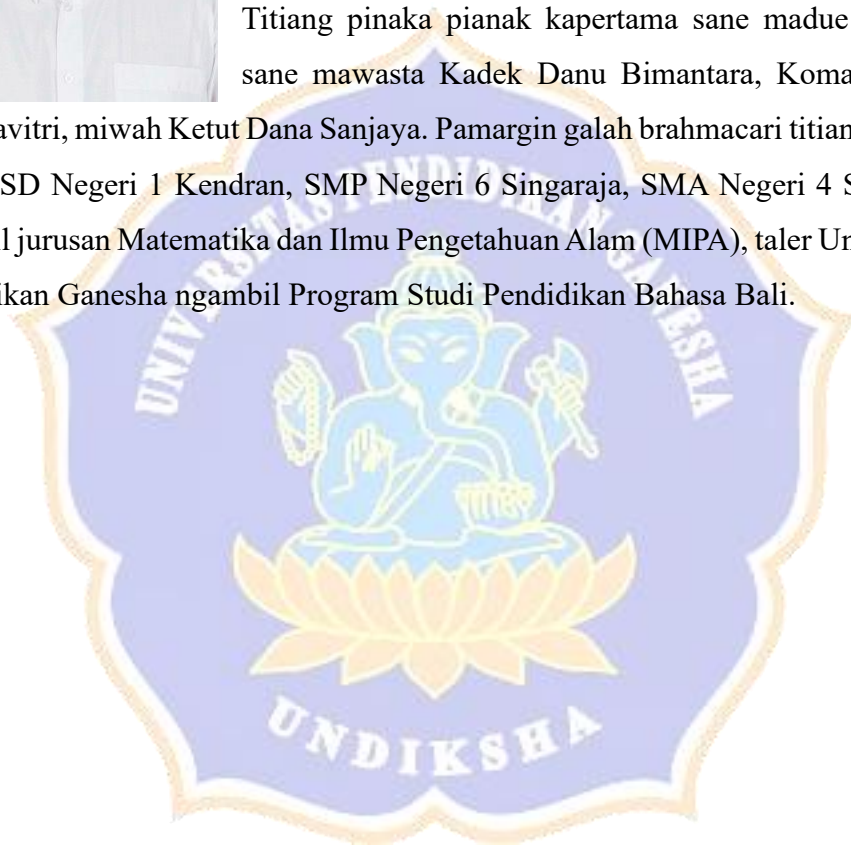 Titiang pinaka pianak kapertama sane madue
sane mawasta Kadek Danu Bimantara, Koma
avitri, miwah Ketut Dana Sanjaya. Pamargin galah brahmacari titian
SD Negeri 1 Kendran, SMP Negeri 6 Singaraja, SMA Negeri 4 S
l jurusan Matematika dan Ilmu Pengetahuan Alam (MIPA), taler Un
ikan Ganesha ngambil Program Studi Pendidikan Bahasa Bali.
UNIVERSITAS PENDIDIKAN GANESHA
UNDIKSHA